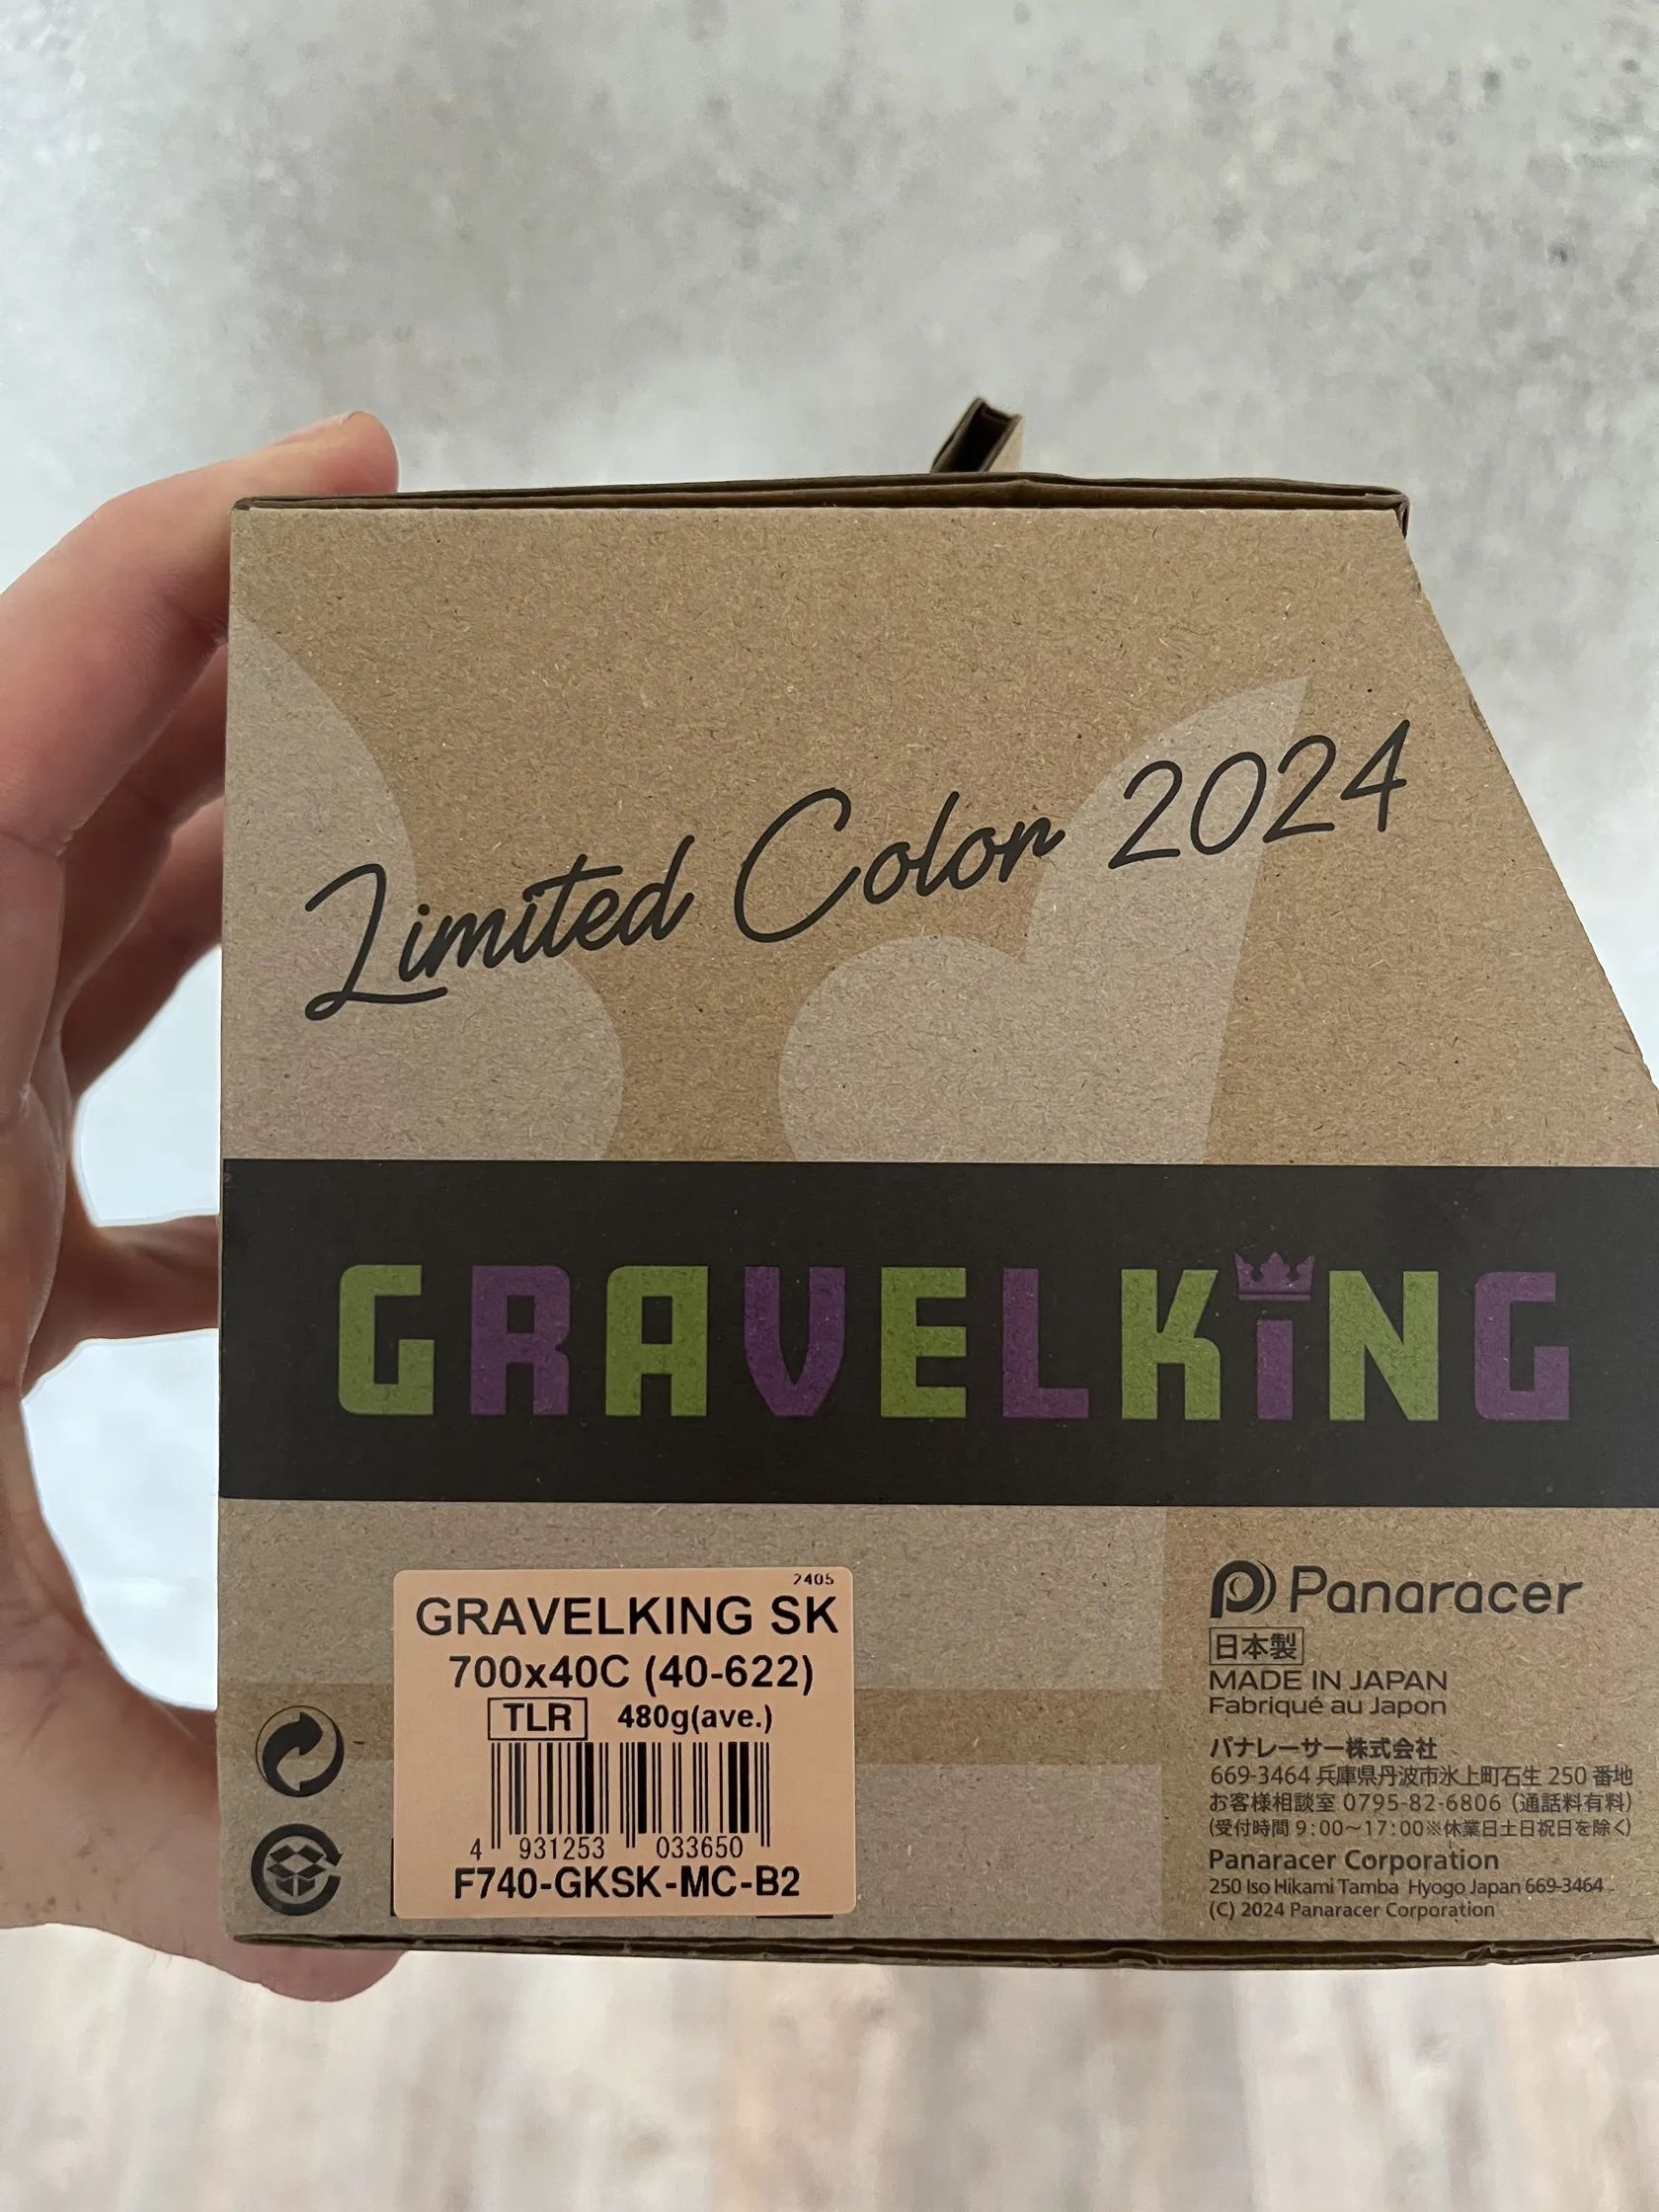 Limited Color 2024
GRAVELKING
2405
GRAVELKING SK
700x40C (40-622)
TLR 480g(ave.)
4 931253 033650
F740-GKSK-MC-B2
Panaracer
日本製
MADE IN JAPAN
Fabriqué au Japon
パナレーサー株式会社
669-3464 兵庫県丹波市氷上町石生 250 番地
お客様相談室 0795-82-6806 (通話料有料)
(受付時間 9:00~17:00※休業日土日祝日を除く)
Panaracer Corporation
250 Iso Hikami Tamba Hyogo Japan 669-3464
(C) 2024 Panaracer Corporation